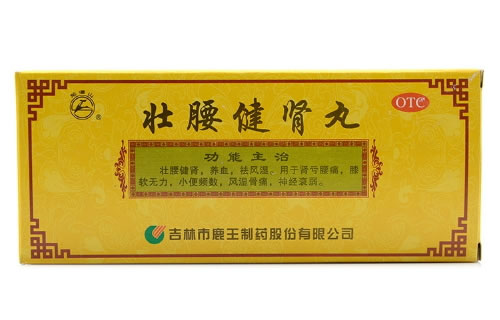 壮腰健肾丸
OTC
®
功能主治
壮腰健肾，养血，祛风湿。用于肾亏腰痛，膝
软无力，小便频数，风湿骨痛，神经衰弱。
吉林市鹿王制药股份有限公司